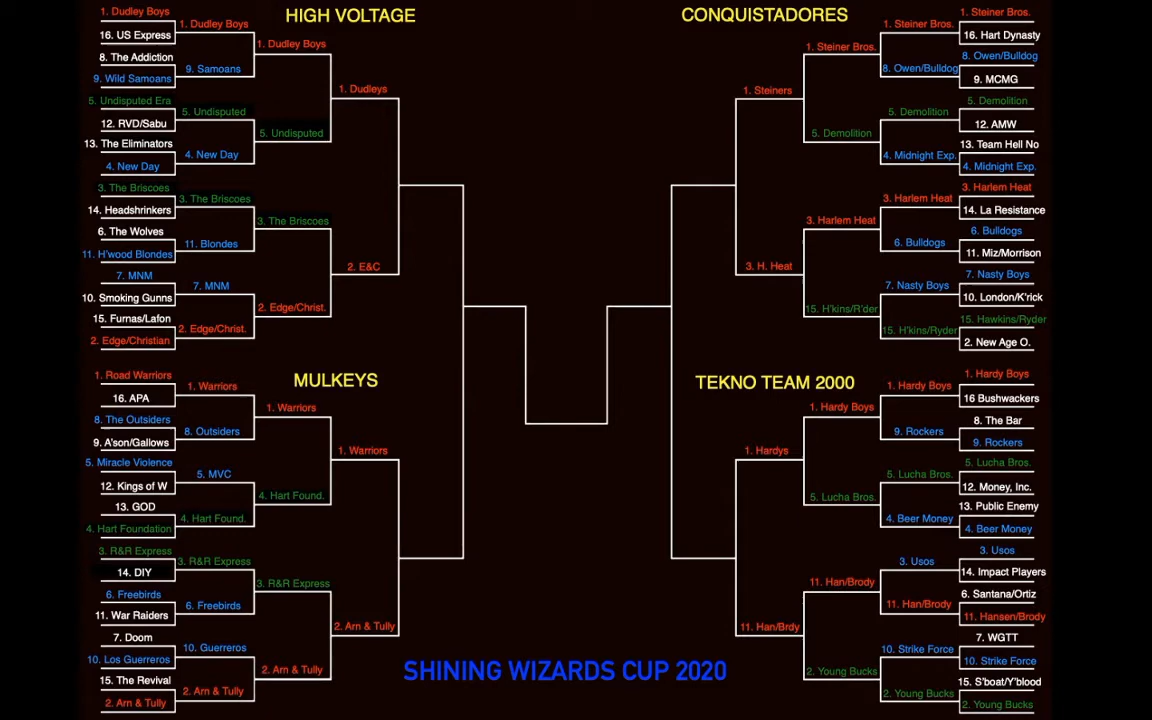 HIGH VOLTAGE
1. Dudley Boys
16. US Express
8. The Addiction
9. Wild Samoans
5. Undisputed Era
12. RVD/Sabu
13. The Eliminators
4. New Day
3. The Briscoes
14. Headshrinkers
6. The Wolves
11. H'wood Blondes
7. MNM
10. Smoking Gunns
15. Furnas/Lafon
2. Edge/Christian
1. Dudley Boys
9. Samoans
5. Undisputed
4. New Day
3. The Briscoes
11. Blondes
7. MNM
2. Edge/Christ.
1. Dudley Boys
5. Undisputed
3. The Briscoes
2. Edge/Christ.
1. Dudleys
2. E&C
MULKEYS
1. Road Warriors
16. APA
8. The Outsiders
9. A'son/Gallows
5. Miracle Violence
12. Kings of W
13. GOD
4. Hart Foundation
3. R&R Express
14. DIY
6. Freebirds
11. War Raiders
7. Doom
10. Los Guerreros
15. The Revival
2. Arn & Tully
1. Warriors
8. Outsiders
5. MVC
4. Hart Found.
3. R&R Express
6. Freebirds
10. Guerreros
2. Arn & Tully
1. Warriors
4. Hart Found.
3. R&R Express
2. Arn & Tully
1. Warriors
2. Arn & Tully
CONQUISTADORES
1. Steiner Bros.
16. Hart Dynasty
8. Owen/Bulldog
9. MCMG
5. Demolition
12. AMW
13. Team Hell No
4. Midnight Exp.
3. Harlem Heat
14. La Resistance
6. Bulldogs
11. Miz/Morrison
7. Nasty Boys
10. London/K'rick
15. Hawkins/Ryder
2. New Age O.
1. Steiner Bros.
8. Owen/Bulldog
5. Demolition
4. Midnight Exp.
3. Harlem Heat
6. Bulldogs
7. Nasty Boys
15. H'kins/Ryder
1. Steiner Bros.
5. Demolition
3. Harlem Heat
15. H'kins/R'der
1. Steiners
3. H. Heat
TEKNO TEAM 2000
1. Hardy Boys
16 Bushwackers
8. The Bar
9. Rockers
5. Lucha Bros.
12. Money, Inc.
13. Public Enemy
4. Beer Money
3. Usos
14. Impact Players
6. Santana/Ortiz
11. Hansen/Brody
7. WGTT
10. Strike Force
15. S'boat/Y'blood
2. Young Bucks
1. Hardy Boys
9. Rockers
5. Lucha Bros.
4. Beer Money
3. Usos
11. Han/Brody
10. Strike Force
2. Young Bucks
1. Hardy Boys
5. Lucha Bros.
11. Han/Brody
2. Young Bucks
1. Hardys
11. Han/Brdy
SHINING WIZARDS CUP 2020